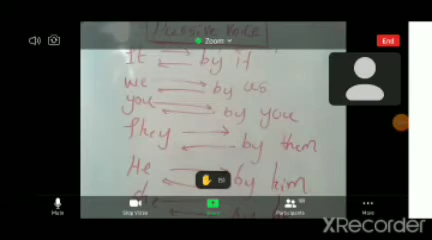 Zoom
End
Passive Voice
It by it
we by us
you by you
They by them
He by him
by
Mute
Stop Video
Share
Participants
More
XRecorder